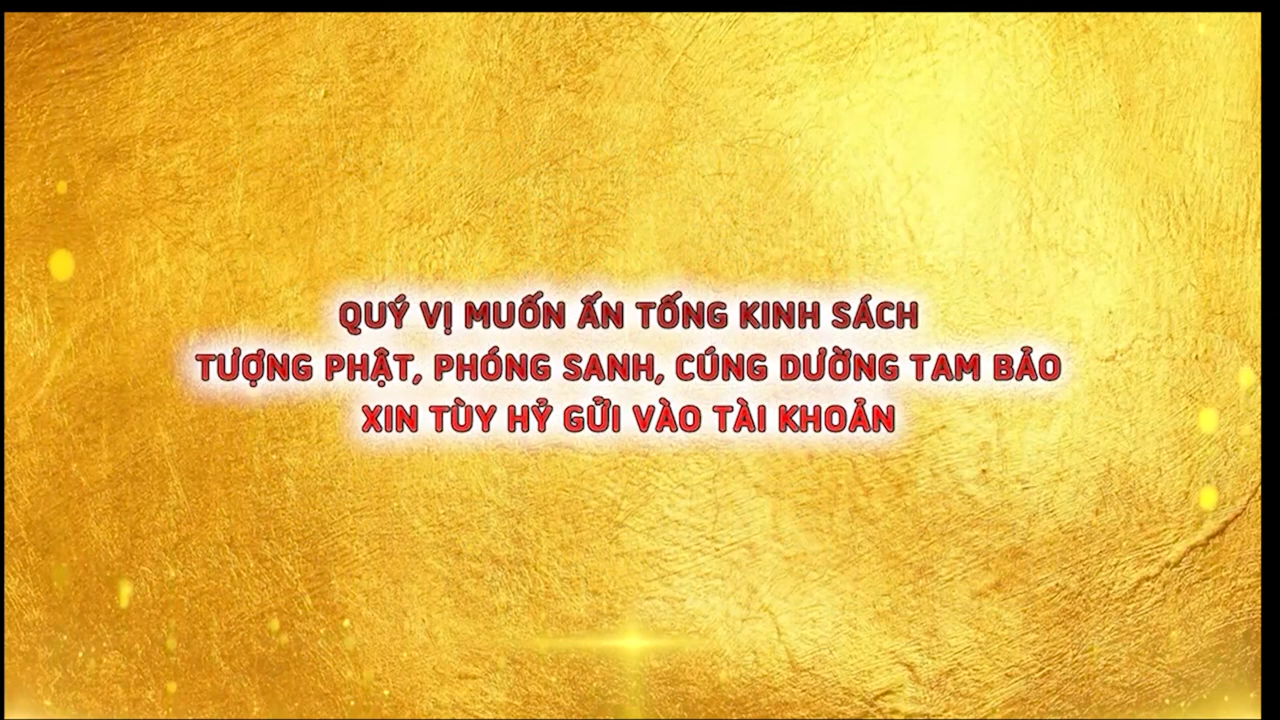 QUÝ VỊ MUỐN ẤN TỐNG KINH SÁCH
TƯỢNG PHẬT, PHÓNG SANH, CÚNG DƯỜNG TAM BẢO
XIN TÙY HỶ GỬI VÀO TÀI KHOẢN